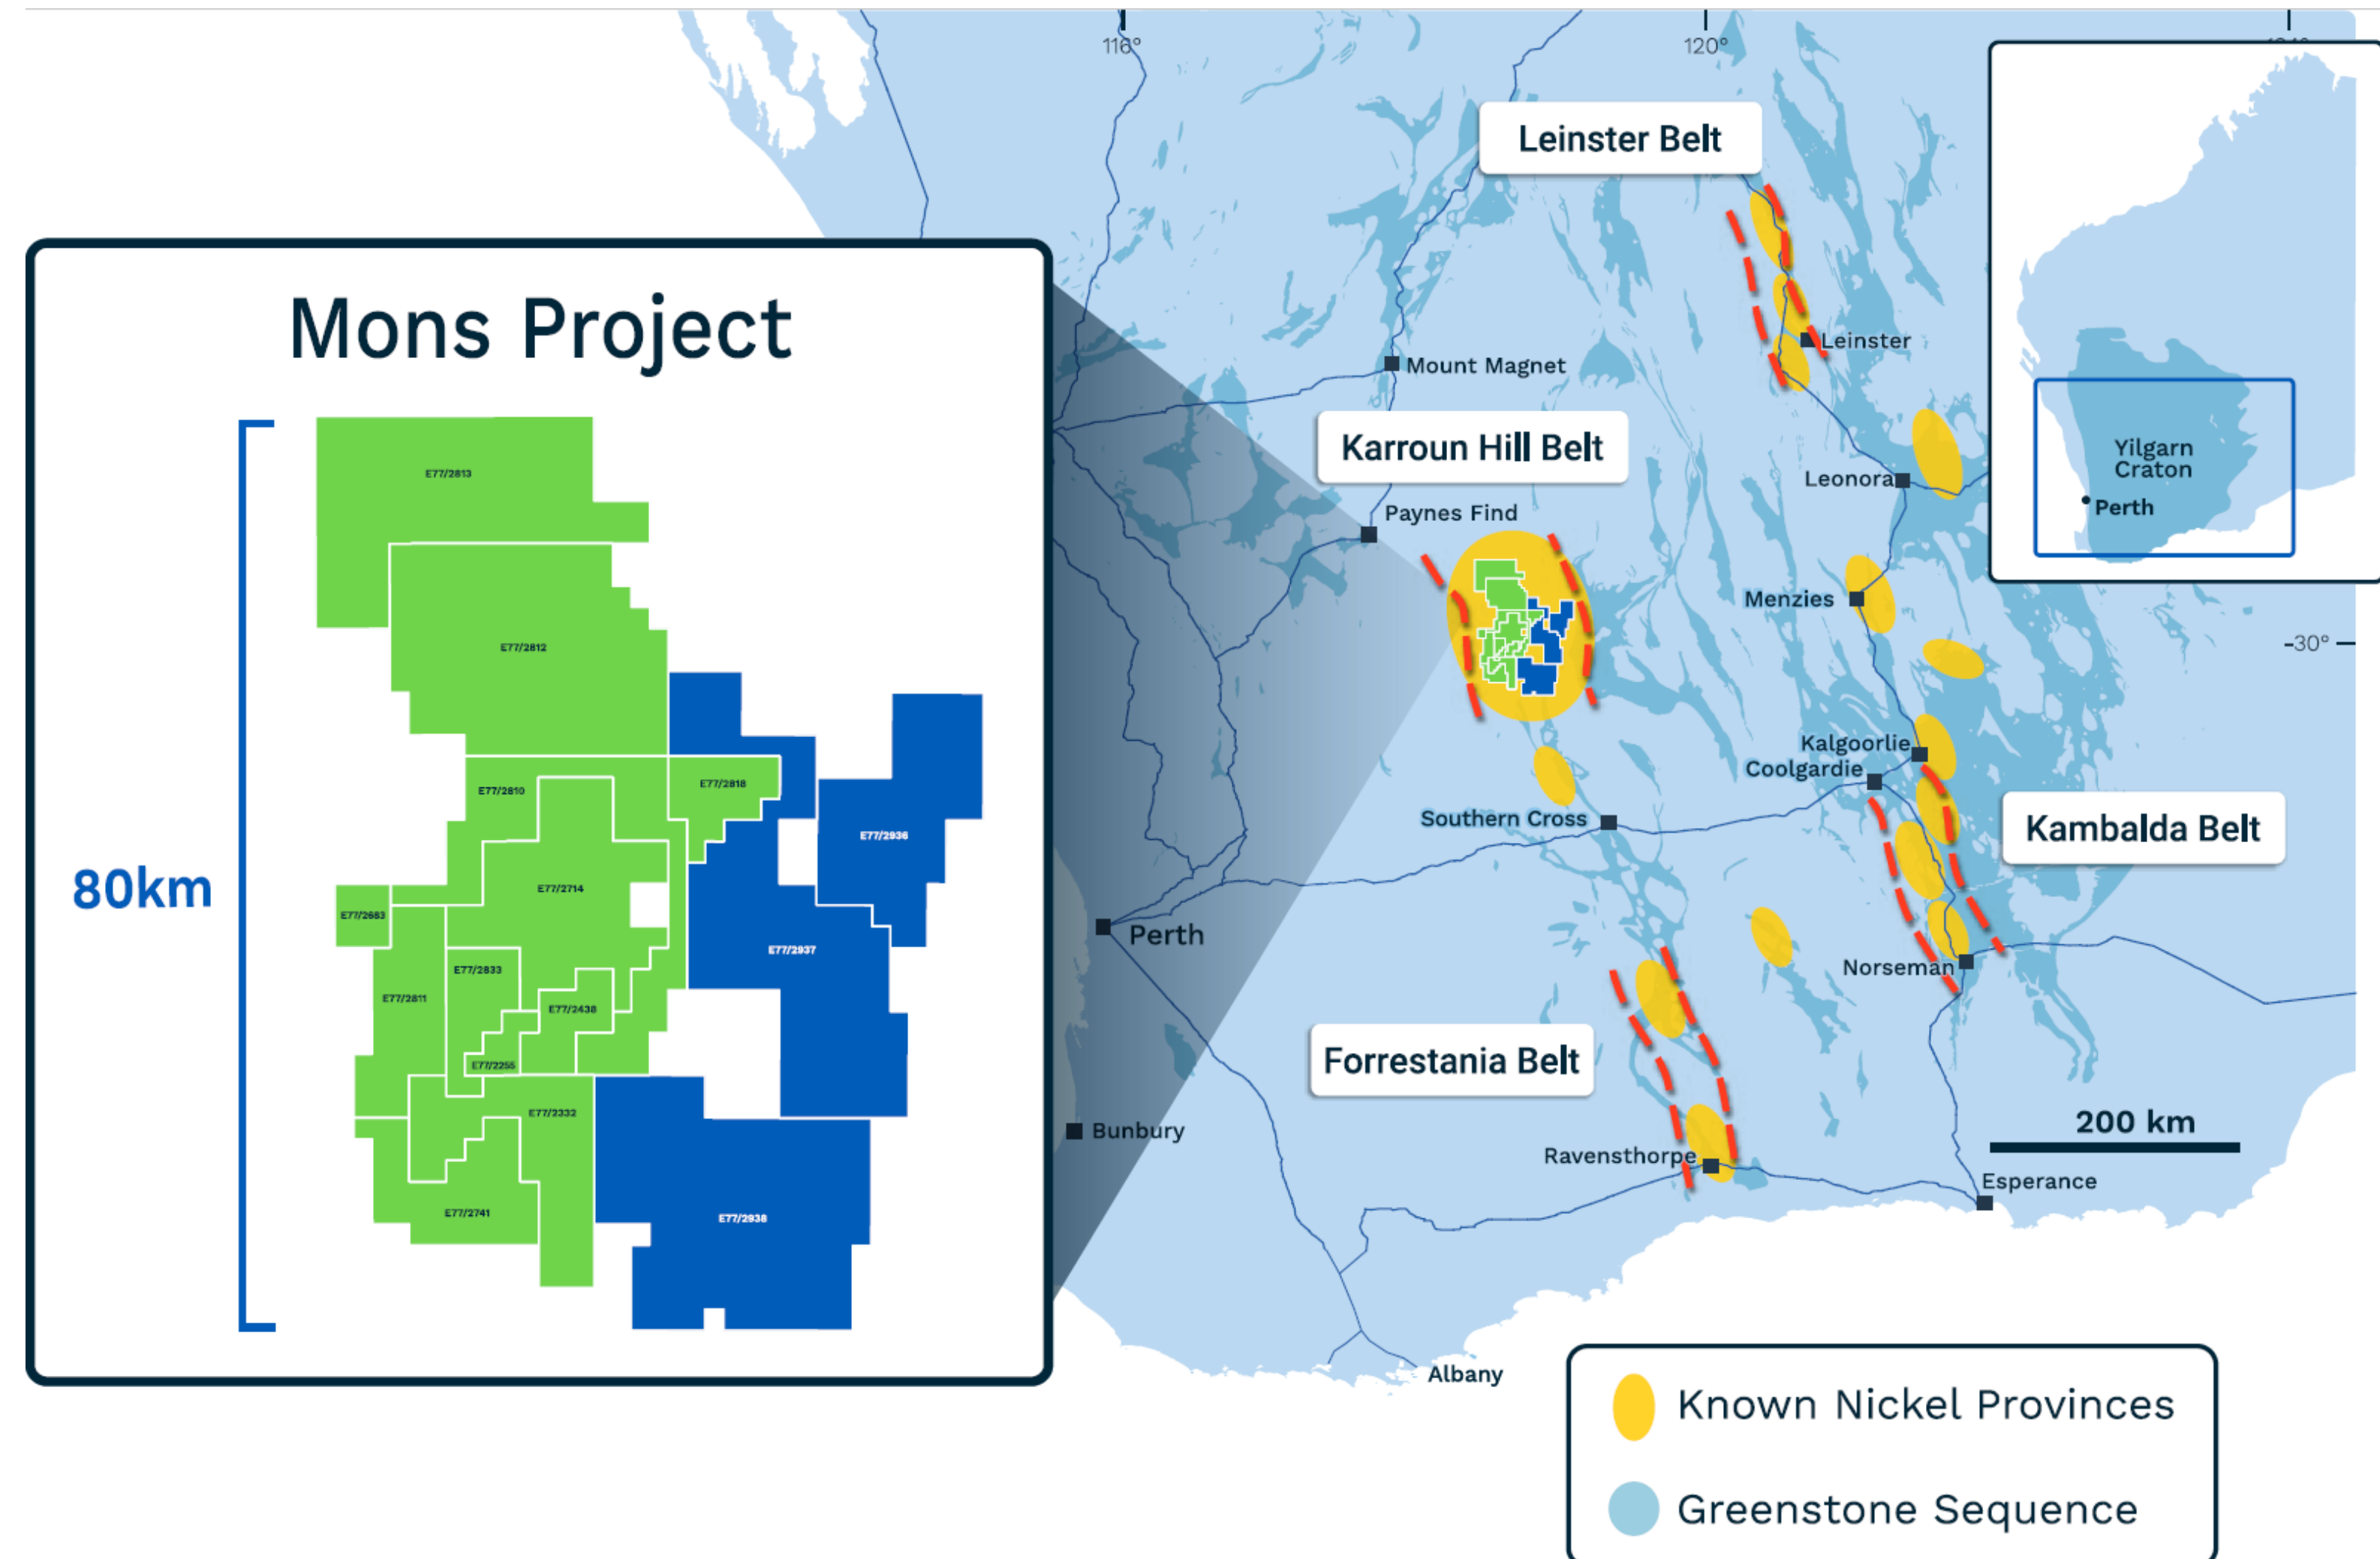 116°
120°
Leinster Belt
Mons Project
Leinster
Mount Magnet
Karroun Hill Belt
Leonora
Yilgarn
Craton
Perth
Paynes Find
Menzies
-30°
E77/2813
E77/2812
E77/2810
E77/2818
E77/2936
80km
E77/2714
E77/2683
E77/2937
E77/2833
E77/2811
E77/2438
E77/2255
E77/2332
E77/2741
E77/2938
Kalgoorlie
Coolgardie
Southern Cross
Kambalda Belt
Perth
Norseman
Forrestania Belt
Bunbury
200 km
Ravensthorpe
Esperance
Albany
Known Nickel Provinces
Greenstone Sequence